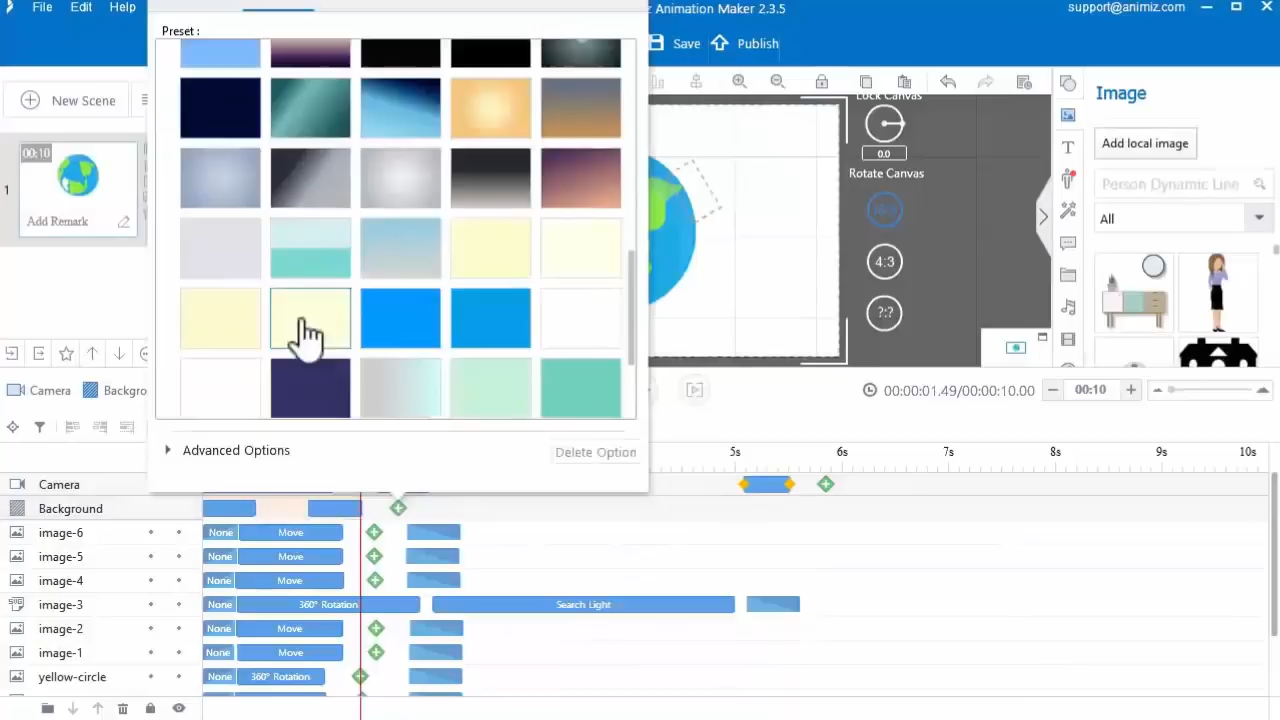 File Edit Help
z Animation Maker 2.3.5
support@animiz.com
Save Publish
New Scene
Preset :
00:10
1
Add Remark
Lock Canvas
0.0
Rotate Canvas
4:3
?:?
Image
Add local image
Person Dynamic Line
All
Camera Backgro
00:00:01.49/00:00:10.00
00:10
Advanced Options
Delete Option
5s 6s 7s 8s 9s 10s
Camera
Background
image-6 None Move
image-5 None Move
image-4 None Move
image-3 None 360° Rotation Search Light
image-2 None Move
image-1 None Move
yellow-circle None 360° Rotation